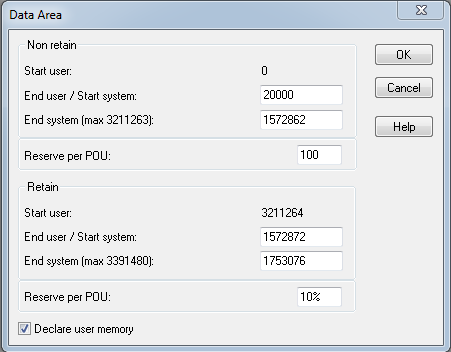 Data Area
Non retain
OK
Start user: 0
End user / Start system: 20000
Cancel
End system (max 3211263): 1572862
Help
Reserve per POU: 100
Retain
Start user: 3211264
End user / Start system: 1572872
End system (max 3391480): 1753076
Reserve per POU: 10%
Declare user memory